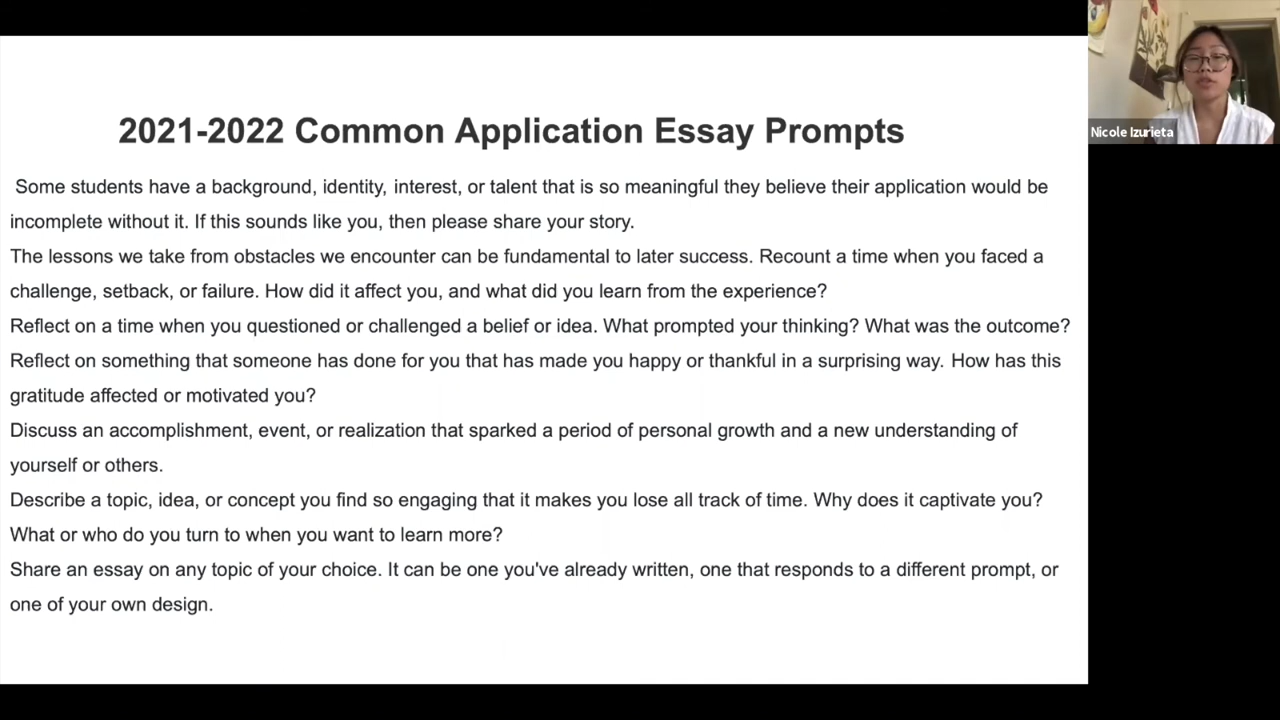 2021-2022 Common Application Essay Prompts
Some students have a background, identity, interest, or talent that is so meaningful they believe their application would be
incomplete without it. If this sounds like you, then please share your story.
The lessons we take from obstacles we encounter can be fundamental to later success. Recount a time when you faced a
challenge, setback, or failure. How did it affect you, and what did you learn from the experience?
Reflect on a time when you questioned or challenged a belief or idea. What prompted your thinking? What was the outcome?
Reflect on something that someone has done for you that has made you happy or thankful in a surprising way. How has this
gratitude affected or motivated you?
Discuss an accomplishment, event, or realization that sparked a period of personal growth and a new understanding of
yourself or others.
Describe a topic, idea, or concept you find so engaging that it makes you lose all track of time. Why does it captivate you?
What or who do you turn to when you want to learn more?
Share an essay on any topic of your choice. It can be one you've already written, one that responds to a different prompt, or
one of your own design.
Nicole Izurieta